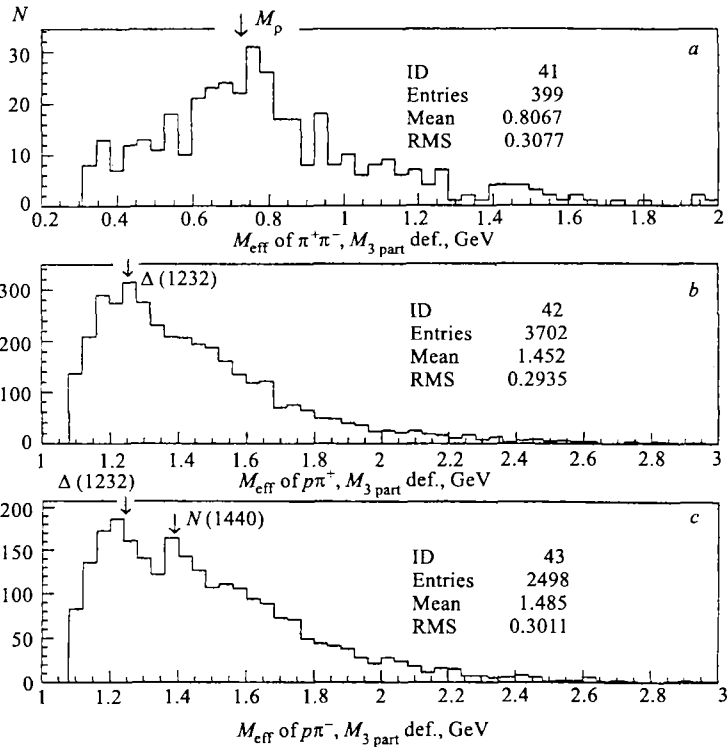 N
↓ M_ρ
a
30
20
10
0
ID 41
Entries 399
Mean 0.8067
RMS 0.3077
0.2 0.4 0.6 0.8 1 1.2 1.4 1.6 1.8 2
M_eff of π⁺π⁻, M_3 part def., GeV
↓ Δ (1232)
b
300
200
100
0
ID 42
Entries 3702
Mean 1.452
RMS 0.2935
1 1.2 1.4 1.6 1.8 2 2.2 2.4 2.6 2.8 3
M_eff of pπ⁺, M_3 part def., GeV
Δ (1232)
↓ N (1440)
c
200
150
100
50
0
ID 43
Entries 2498
Mean 1.485
RMS 0.3011
1 1.2 1.4 1.6 1.8 2 2.2 2.4 2.6 2.8 3
M_eff of pπ⁻, M_3 part def., GeV